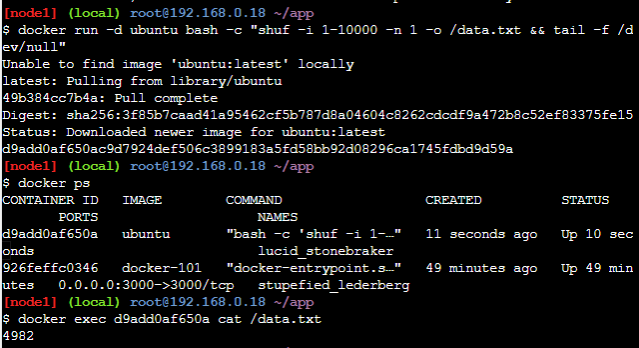 [node1] (local) root@192.168.0.18 ~/app
$ docker run -d ubuntu bash -c "shuf -i 1-10000 -n 1 -o /data.txt && tail -f /d
ev/null"
Unable to find image 'ubuntu:latest' locally
latest: Pulling from library/ubuntu
49b384cc7b4a: Pull complete
Digest: sha256:3f85b7caad41a95462cf5b787d8a04604c8262cdcdf9a472b8c52ef83375fe15
Status: Downloaded newer image for ubuntu:latest
d9add0af650ac9d7924def506c3899183a5fd58bb92d08296ca1745fdbd9d59a
[node1] (local) root@192.168.0.18 ~/app
$ docker ps
CONTAINER ID   IMAGE        COMMAND                  CREATED          STATUS
       PORTS                    NAMES
d9add0af650a   ubuntu       "bash -c 'shuf -i 1-…"   11 seconds ago   Up 10 sec
onds                            lucid_stonebraker
926feffc0346   docker-101   "docker-entrypoint.s…"   49 minutes ago   Up 49 min
utes   0.0.0.0:3000->3000/tcp   stupefied_lederberg
[node1] (local) root@192.168.0.18 ~/app
$ docker exec d9add0af650a cat /data.txt
4982